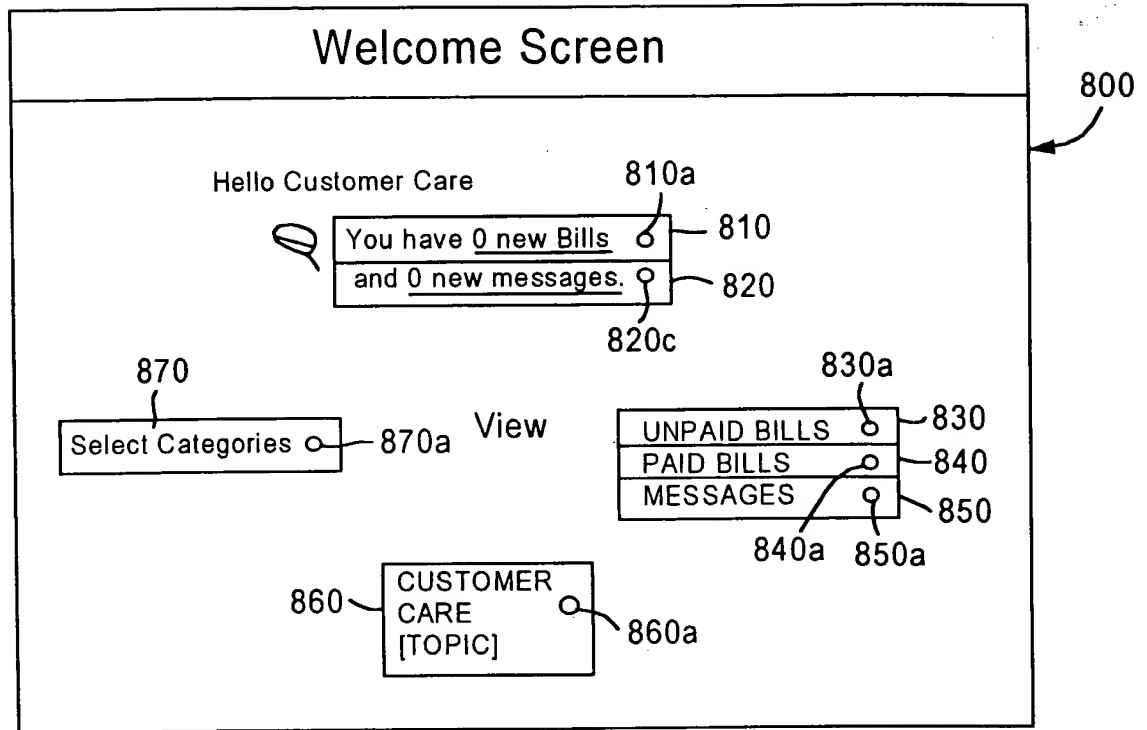 Welcome Screen
800
Hello Customer Care
810a
You have 0 new Bills
810
and 0 new messages.
820
820c
870
Select Categories
870a
View
830a
UNPAID BILLS
830
PAID BILLS
840
MESSAGES
850
840a
850a
860
CUSTOMER
CARE
[TOPIC]
860a